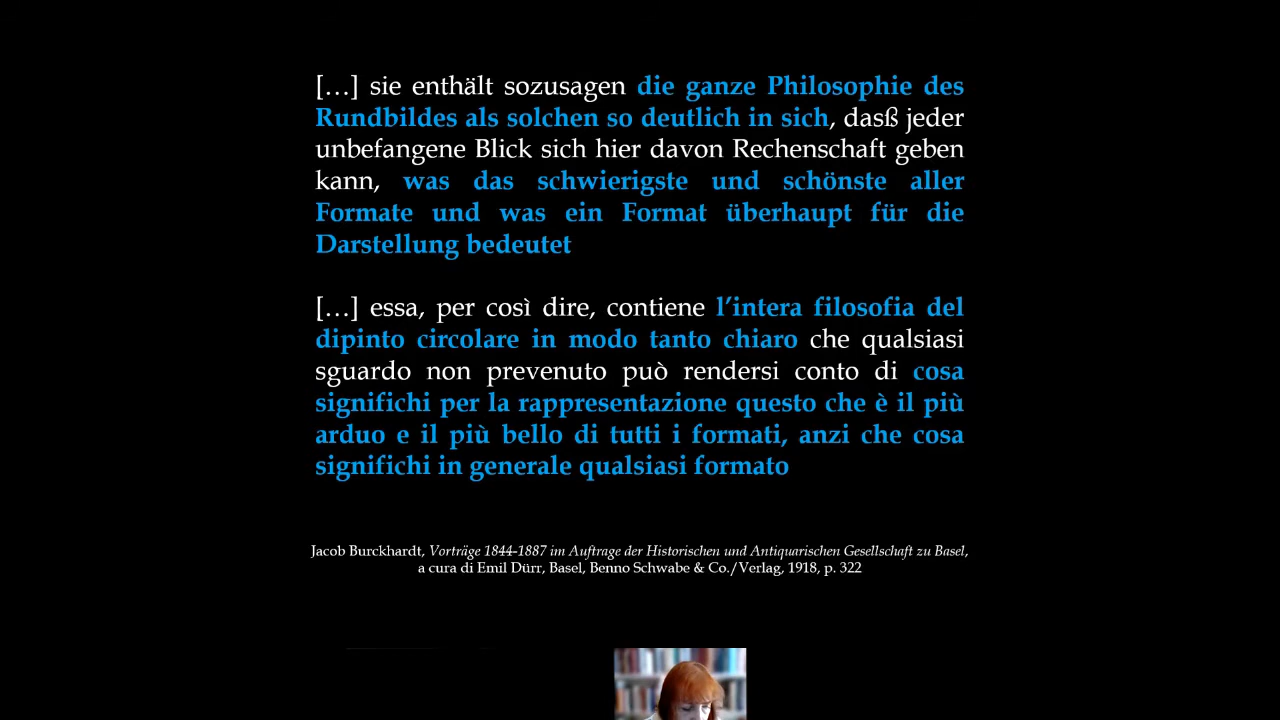 […] sie enthält sozusagen die ganze Philosophie des
Rundbildes als solchen so deutlich in sich, dasß jeder
unbefangene Blick sich hier davon Rechenschaft geben
kann, was das schwierigste und schönste aller
Formate und was ein Format überhaupt für die
Darstellung bedeutet
[…] essa, per così dire, contiene l’intera filosofia del
dipinto circolare in modo tanto chiaro che qualsiasi
sguardo non prevenuto può rendersi conto di cosa
significhi per la rappresentazione questo che è il più
arduo e il più bello di tutti i formati, anzi che cosa
significhi in generale qualsiasi formato
Jacob Burckhardt, Vorträge 1844-1887 im Auftrage der Historischen und Antiquarischen Gesellschaft zu Basel,
a cura di Emil Dürr, Basel, Benno Schwabe & Co./Verlag, 1918, p. 322